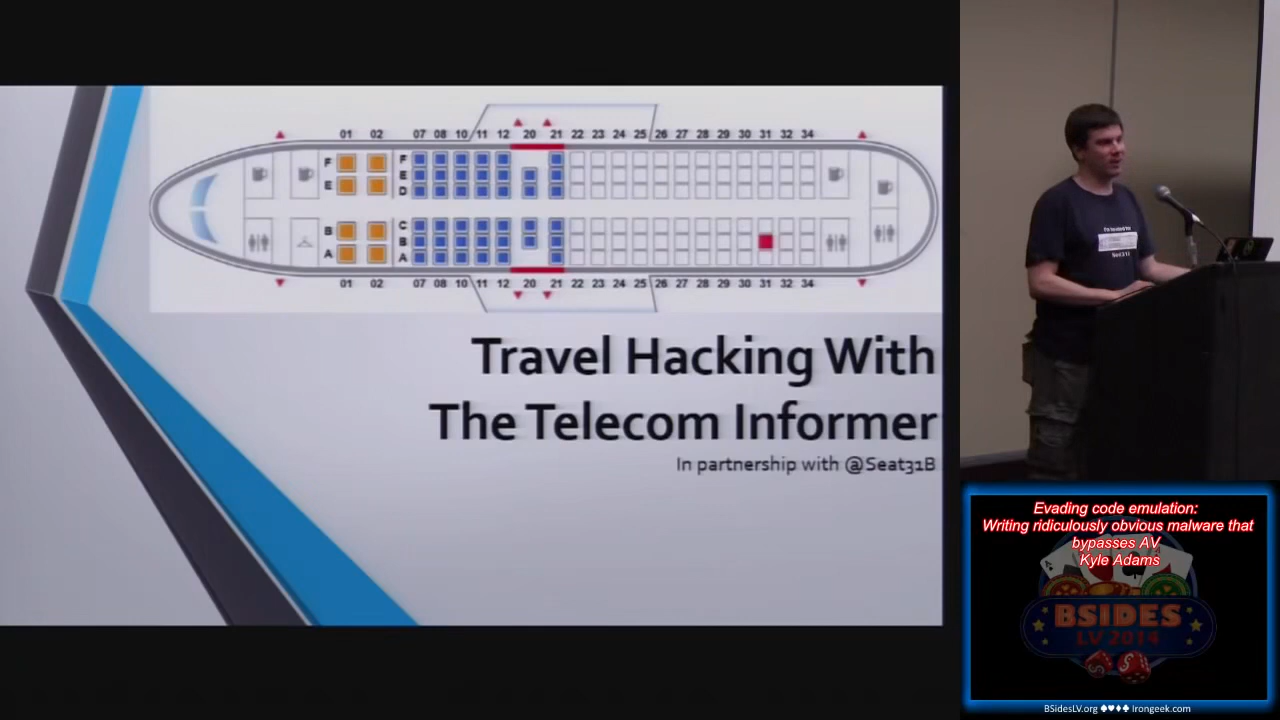 01 02 07 08 10 11 12 20 21 22 23 24 25 26 27 28 29 30 31 32 34
F F
E E
D
B C
A B
A
01 02 07 08 10 11 12 20 21 22 23 24 25 26 27 28 29 30 31 32 34
Travel Hacking With
The Telecom Informer
In partnership with @Seat31B
Evading code emulation:
Writing ridiculously obvious malware that
bypasses AV
Kyle Adams
BSIDES
LV 2014
BSidesLV.org ♠♥♦♣ Irongeek.com